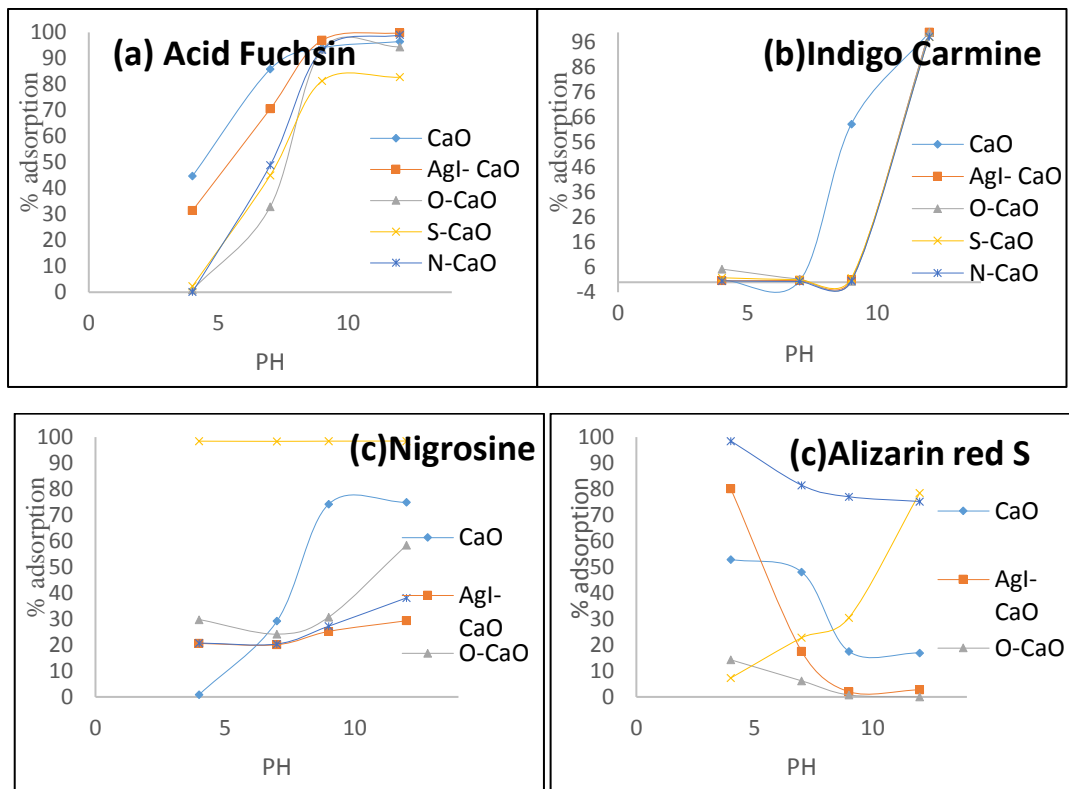 (a) Acid Fuchsin
% adsorption
100
90
80
70
60
50
40
30
20
10
0
0
5
10
PH
CaO
AgI- CaO
O-CaO
S-CaO
N-CaO
(b)Indigo Carmine
% adsorption
96
86
76
66
56
46
36
26
16
6
-4
0
5
10
PH
CaO
AgI- CaO
O-CaO
S-CaO
N-CaO
(c)Nigrosine
% adsorption
100
90
80
70
60
50
40
30
20
10
0
0
5
10
PH
CaO
AgI-
CaO
O-CaO
(c)Alizarin red S
% adsorption
100
90
80
70
60
50
40
30
20
10
0
0
5
10
PH
CaO
AgI-
CaO
O-CaO